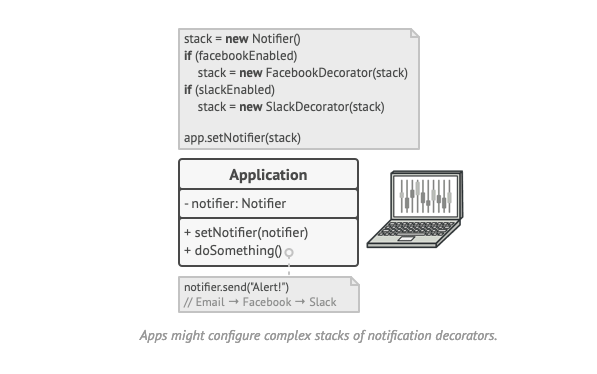 stack = new Notifier()
if (facebookEnabled)
stack = new FacebookDecorator(stack)
if (slackEnabled)
stack = new SlackDecorator(stack)
app.setNotifier(stack)
Application
- notifier: Notifier
+ setNotifier(notifier)
+ doSomething()
notifier.send("Alert!")
// Email → Facebook → Slack
Apps might configure complex stacks of notification decorators.